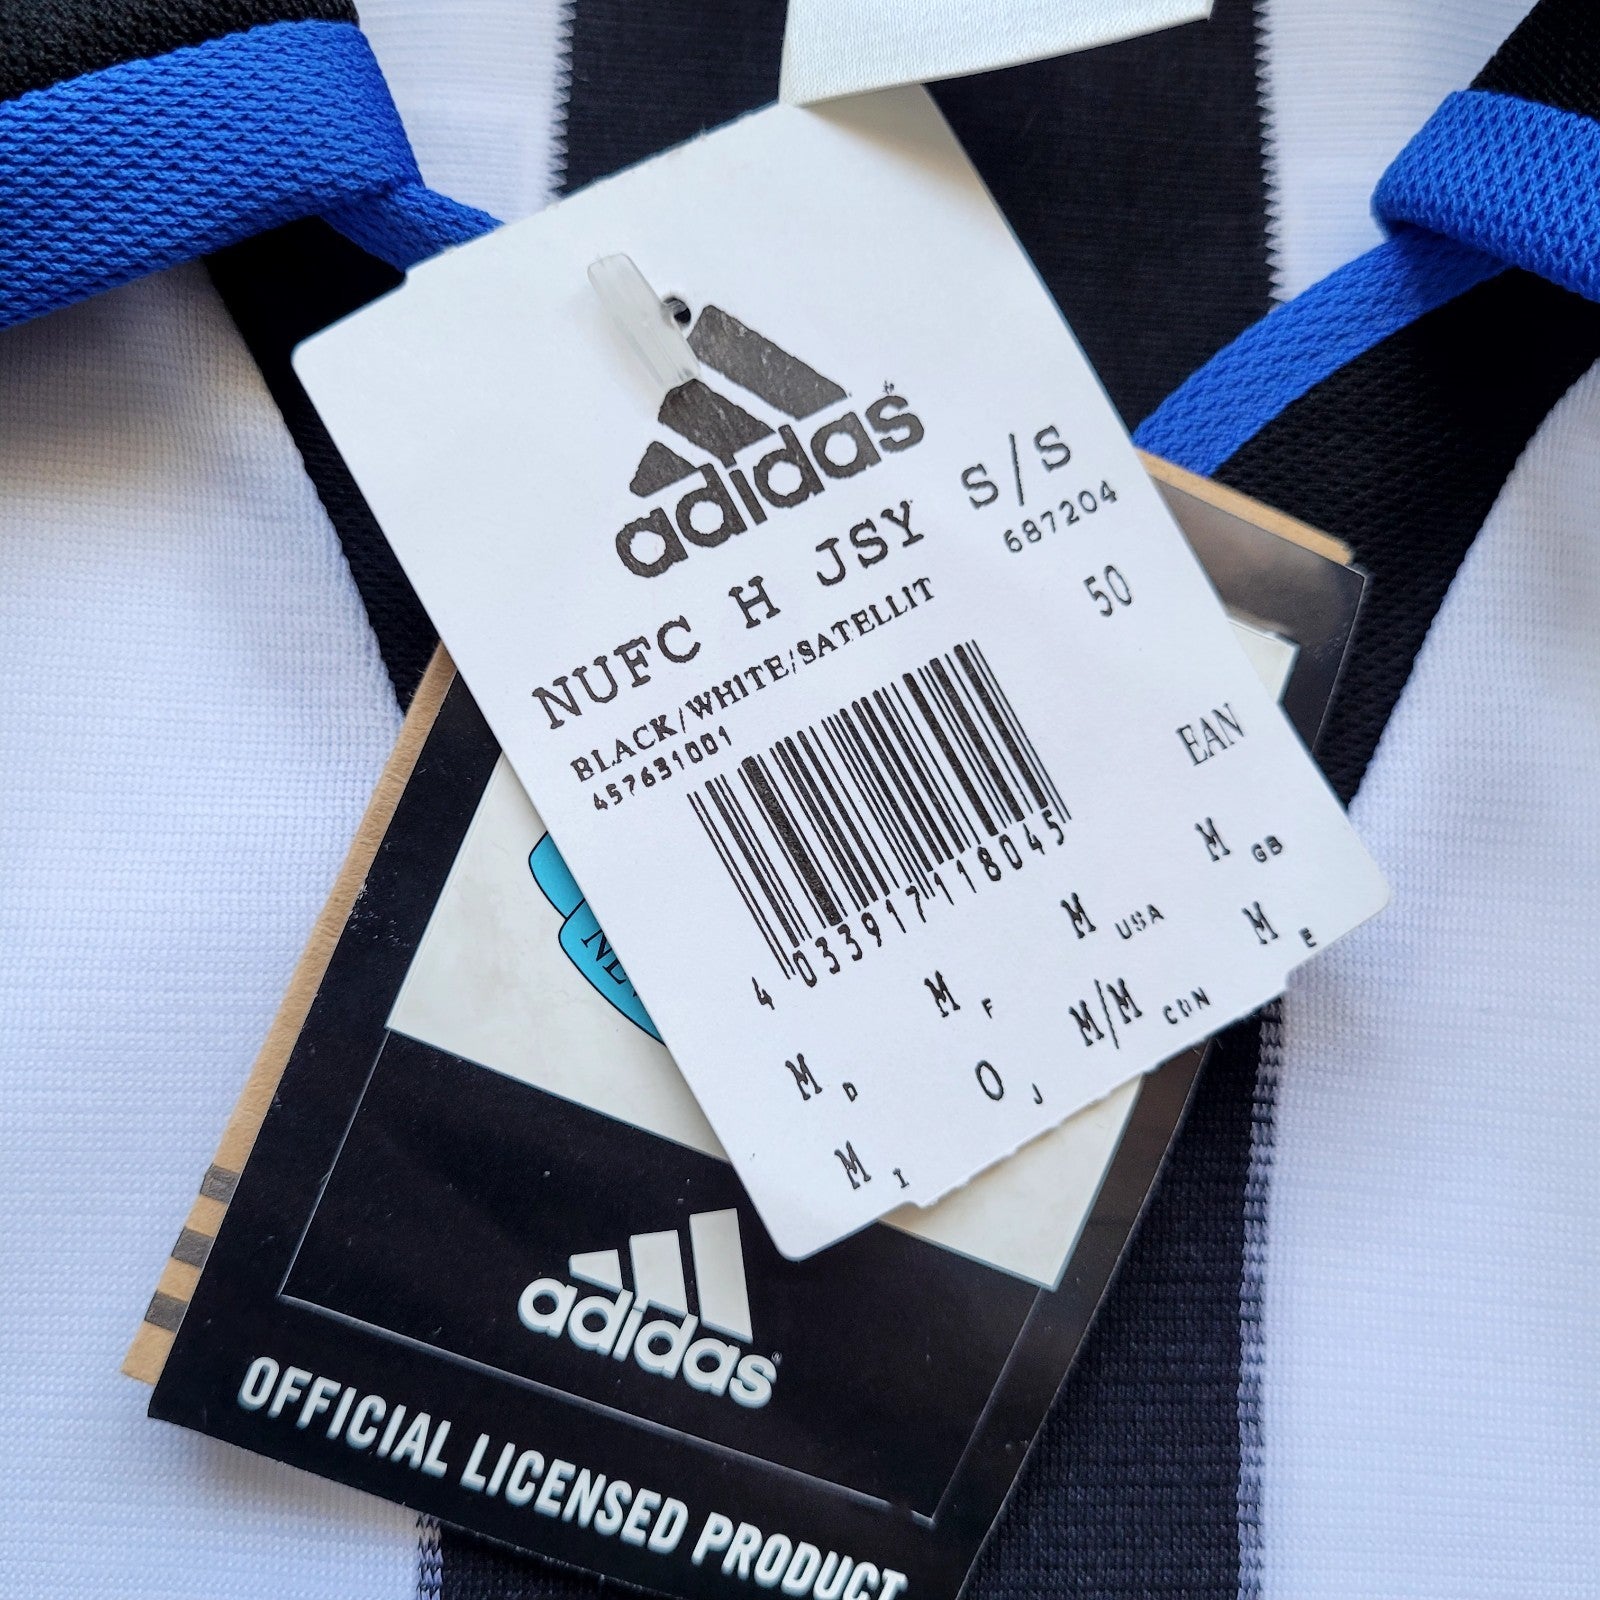 adidas
NUFC H JSY S/S
687204
BLACK/WHITE/SATELLIT
457631001
50
EAN
4 033917 118045
M GB
M USA
M E
M F
M/M CDN
M D
O J
M I
adidas
OFFICIAL LICENSED PRODUCT